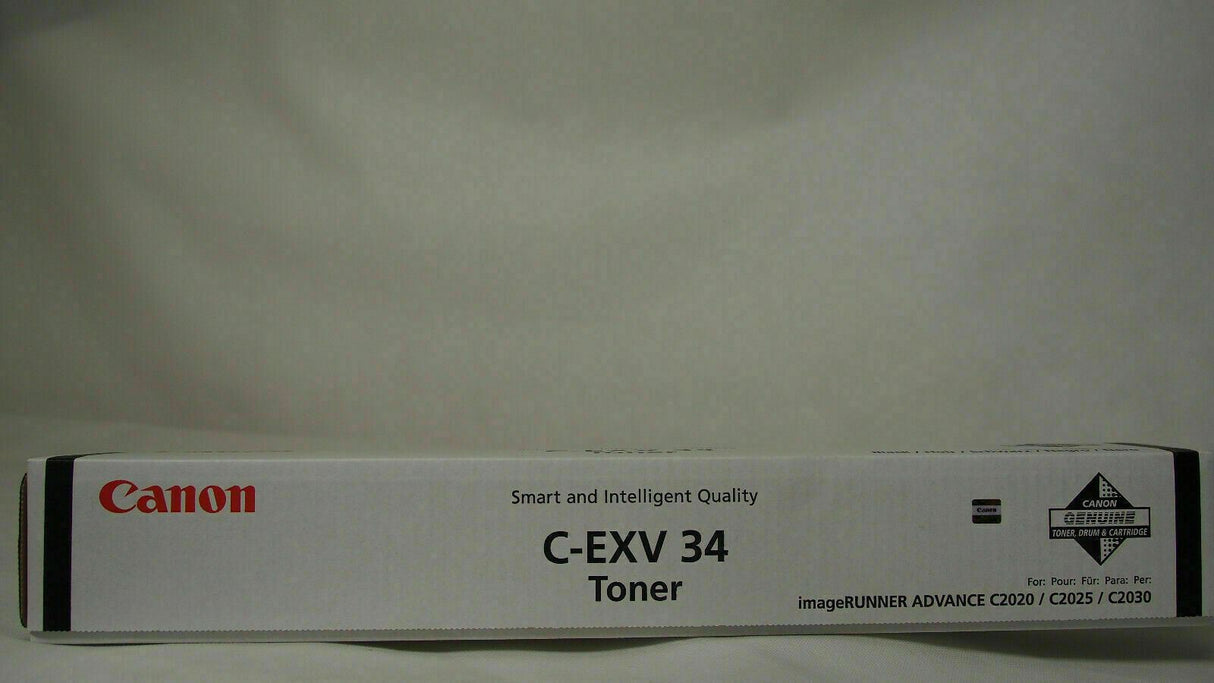 Canon
Smart and Intelligent Quality
C-EXV 34
Toner
Canon
CANON
GENUINE
TONER, DRUM & CARTRIDGE
For: Pour: Für: Para: Per:
imageRUNNER ADVANCE C2020 / C2025 / C2030